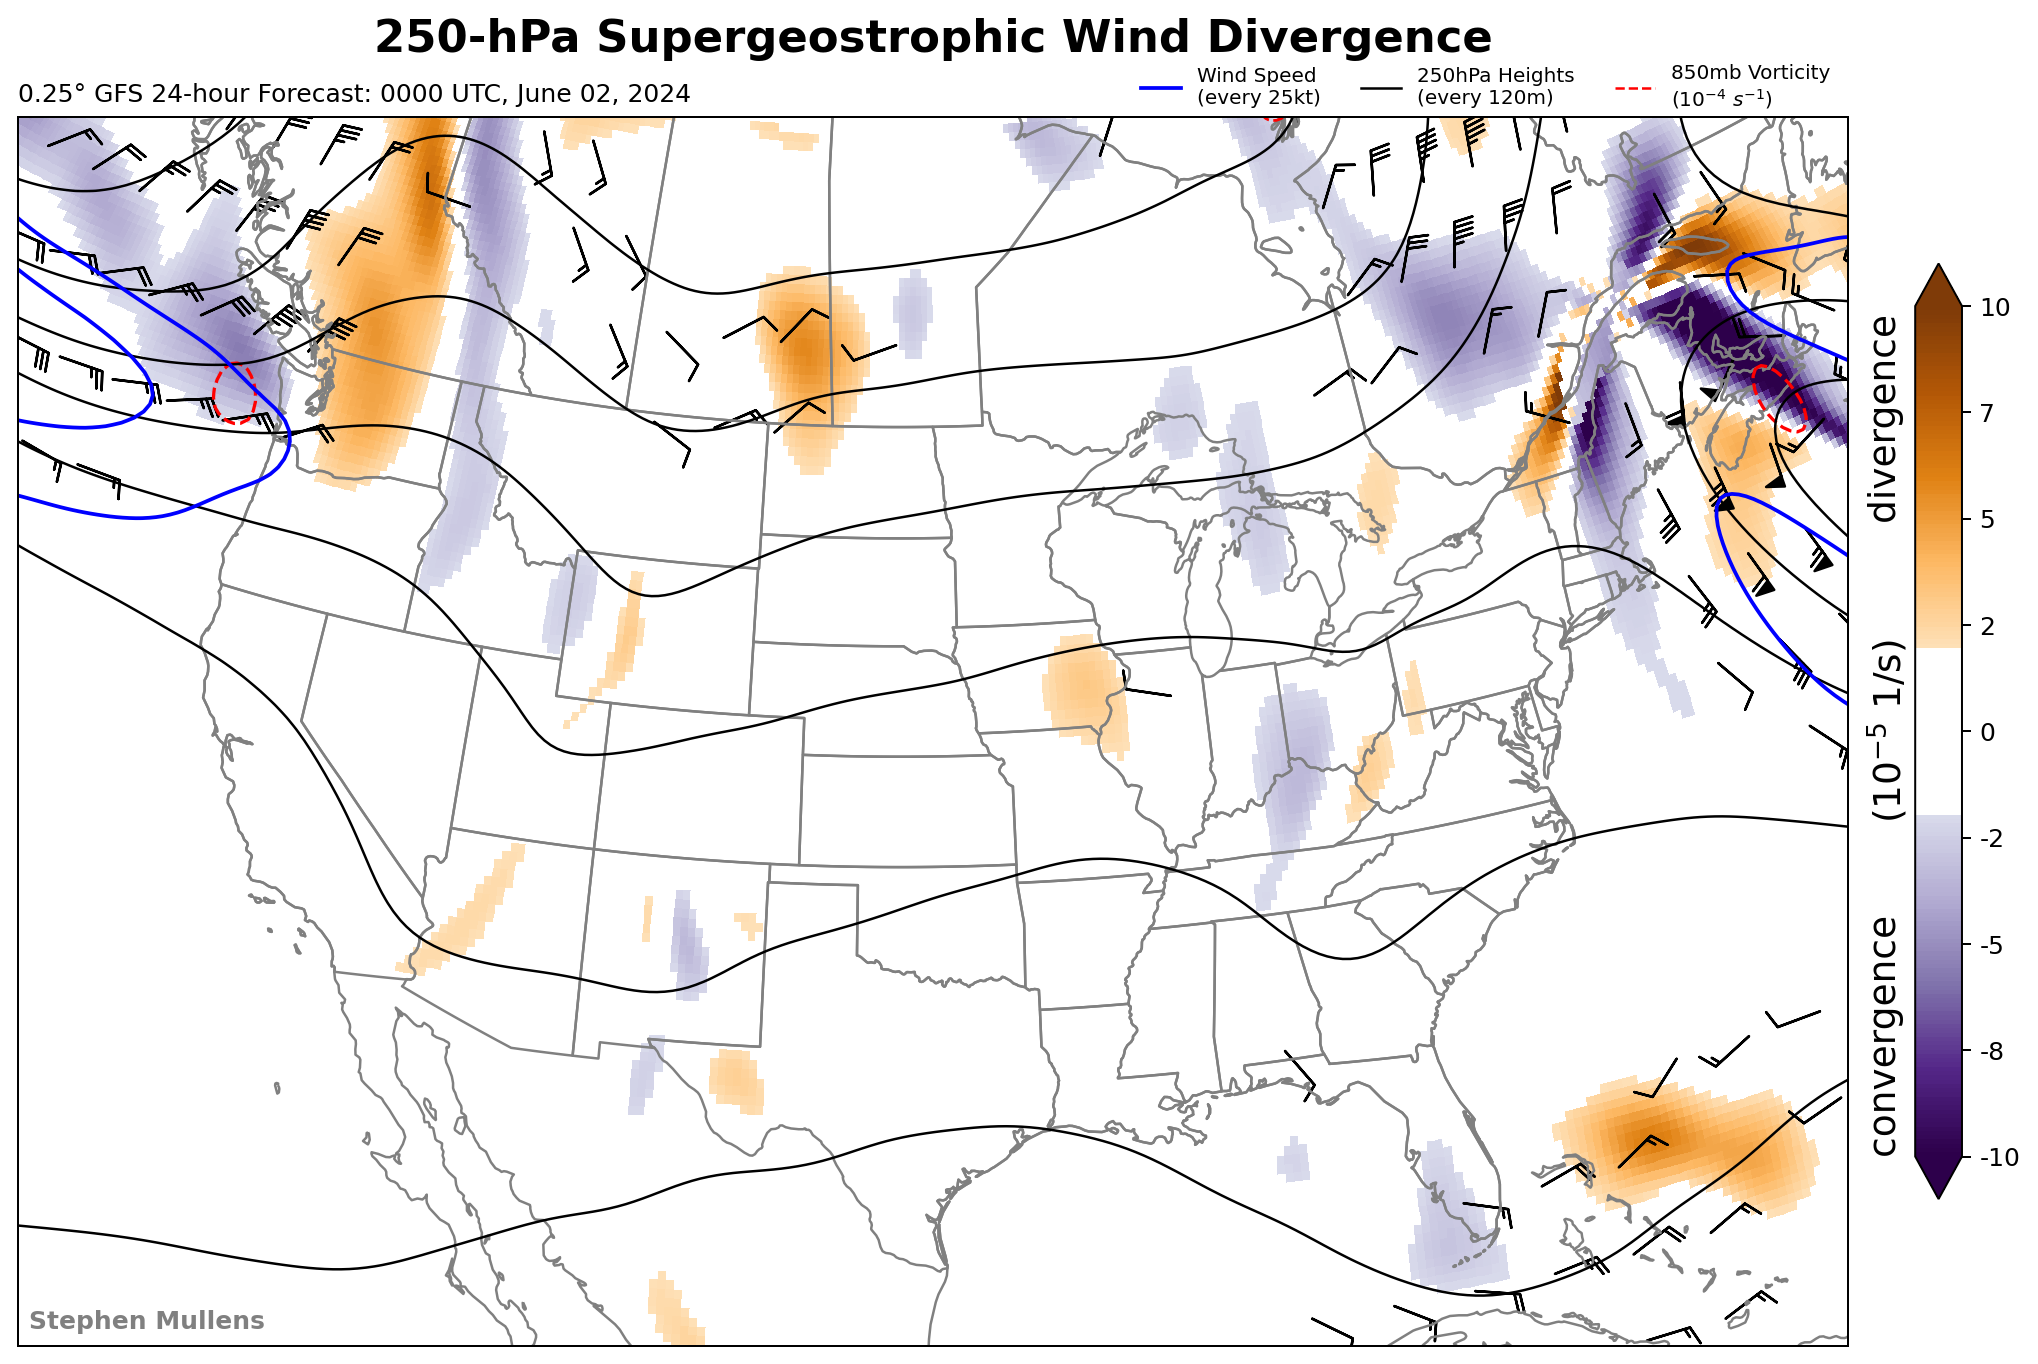 250-hPa Supergeostrophic Wind Divergence
0.25° GFS 24-hour Forecast: 0000 UTC, June 02, 2024
Wind Speed
(every 25kt)
250hPa Heights
(every 120m)
850mb Vorticity
(10⁻⁴ s⁻¹)
10
7
5
2
0
-2
-5
-8
-10
convergence (10⁻⁵ 1/s) divergence
Stephen Mullens